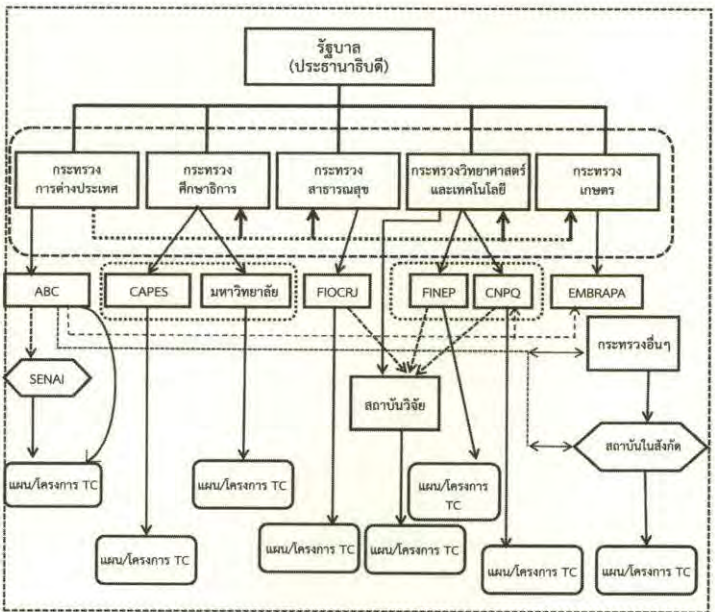 รัฐบาล
(ประธานาธิบดี)
กระทรวง
การต่างประเทศ
กระทรวง
ศึกษาธิการ
กระทรวง
สาธารณสุข
กระทรวงวิทยาศาสตร์
และเทคโนโลยี
กระทรวง
เกษตร
ABC
CAPES
มหาวิทยาลัย
FIOCRJ
FINEP
CNPQ
EMBRAPA
กระทรวงอื่นๆ
SENAI
สถาบันวิจัย
สถาบันในสังกัด
แผน/โครงการ TC
แผน/โครงการ TC
แผน/โครงการ
TC
แผน/โครงการ TC
แผน/โครงการ TC
แผน/โครงการ TC
แผน/โครงการ TC
แผน/โครงการ TC